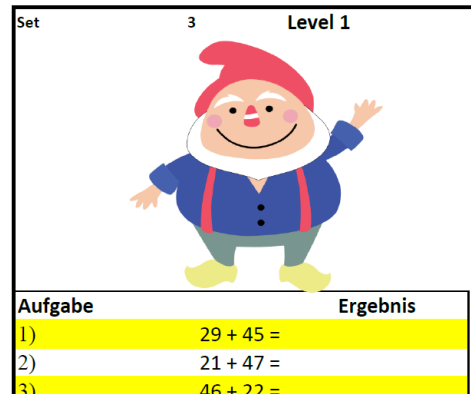 Set 3 Level 1
Aufgabe Ergebnis
1) 29 + 45 =
2) 21 + 47 =
3) 46 + 22 =